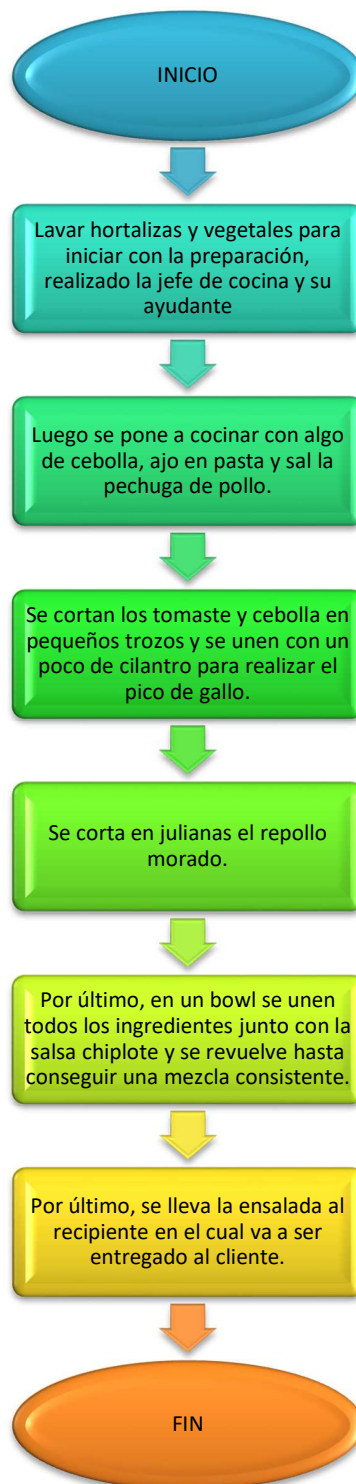 INICIO
Lavar hortalizas y vegetales para
iniciar con la preparación,
realizado la jefe de cocina y su
ayudante
Luego se pone a cocinar con algo
de cebolla, ajo en pasta y sal la
pechuga de pollo.
Se cortan los tomaste y cebolla en
pequeños trozos y se unen con un
poco de cilantro para realizar el
pico de gallo.
Se corta en julianas el repollo
morado.
Por último, en un bowl se unen
todos los ingredientes junto con la
salsa chiplote y se revuelve hasta
conseguir una mezcla consistente.
Por último, se lleva la ensalada al
recipiente en el cual va a ser
entregado al cliente.
FIN